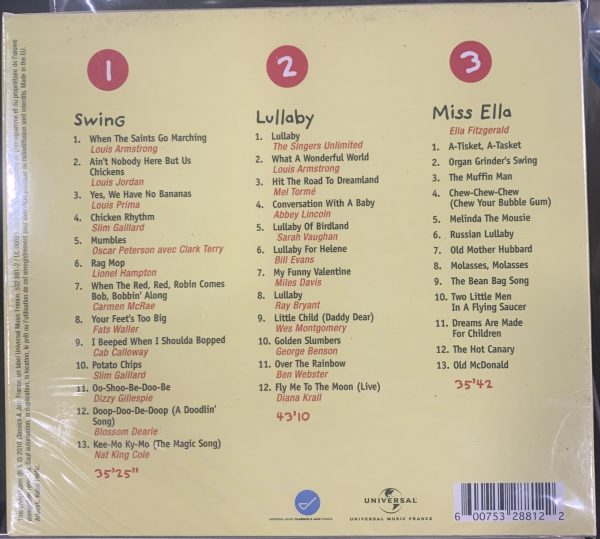 1
Swing
1. When The Saints Go Marching
Louis Armstrong
2. Ain't Nobody Here But Us
Chickens
Louis Jordan
3. Yes, We Have No Bananas
Louis Prima
4. Chicken Rhythm
Slim Gaillard
5. Mumbles
Oscar Peterson avec Clark Terry
6. Rag Mop
Lionel Hampton
7. When The Red, Red, Robin Comes
Bob, Bobbin' Along
Carmen McRae
8. Your Feet's Too Big
Fats Waller
9. I Beeped When I Shoulda Bopped
Cab Calloway
10. Potato Chips
Slim Gaillard
11. Oo-Shoo-Be-Doo-Be
Dizzy Gillespie
12. Doop-Doo-De-Doop (A Doodlin'
Song)
Blossom Dearie
13. Kee-Mo Ky-Mo (The Magic Song)
Nat King Cole
35'25"
2
Lullaby
1. Lullaby
The Singers Unlimited
2. What A Wonderful World
Louis Armstrong
3. Hit The Road To Dreamland
Mel Tormé
4. Conversation With A Baby
Abbey Lincoln
5. Lullaby Of Birdland
Sarah Vaughan
6. Lullaby For Helene
Bill Evans
7. My Funny Valentine
Miles Davis
8. Lullaby
Ray Bryant
9. Little Child (Daddy Dear)
Wes Montgomery
10. Golden Slumbers
George Benson
11. Over The Rainbow
Ben Webster
12. Fly Me To The Moon (Live)
Diana Krall
43'10
3
Miss Ella
Ella Fitzgerald
1. A-Tisket, A-Tasket
2. Organ Grinder's Swing
3. The Muffin Man
4. Chew-Chew-Chew
(Chew Your Bubble Gum)
5. Melinda The Mousie
6. Russian Lullaby
7. Old Mother Hubbard
8. Molasses, Molasses
9. The Bean Bag Song
10. Two Little Men
In A Flying Saucer
11. Dreams Are Made
For Children
12. The Hot Canary
13. Old McDonald
35'42
UNIVERSAL MUSIC CLASSICS & JAZZ FRANCE
UNIVERSAL
UNIVERSAL MUSIC FRANCE
6 00753 28812 2